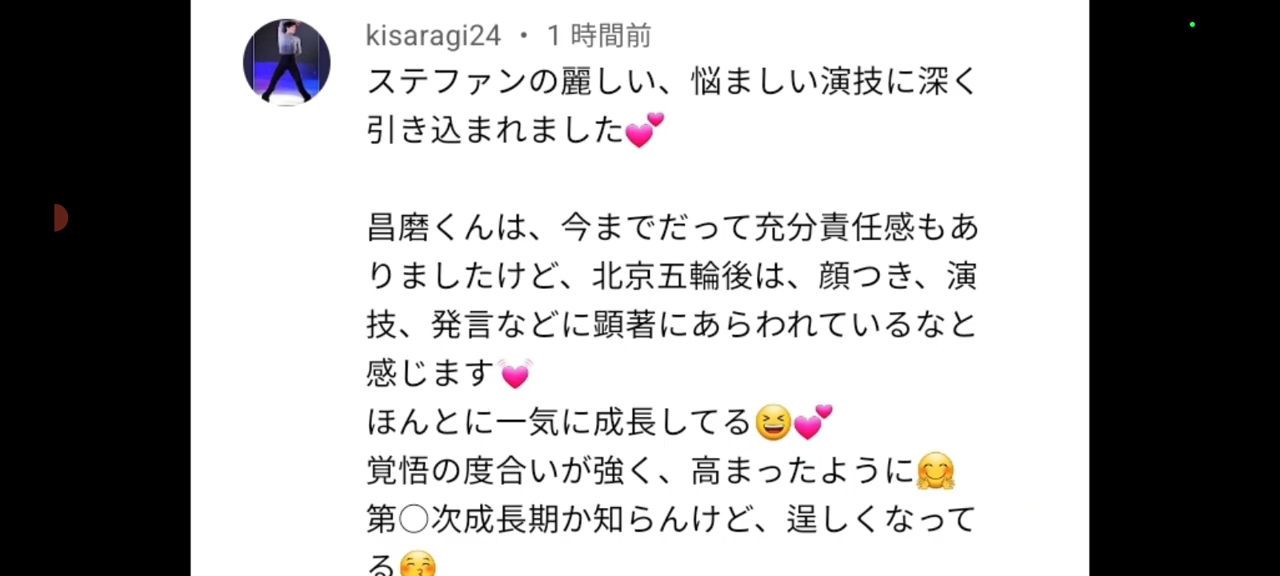 kisaragi24 • 1 時間前
ステファンの麗しい、悩ましい演技に深く
引き込まれました💕
昌磨くんは、今までだって充分責任感もあ
りましたけど、北京五輪後は、顔つき、演
技、発言などに顕著にあらわれているなと
感じます💓
ほんとに一気に成長してる😆💕
覚悟の度合いが強く、高まったように🤗
第◯次成長期か知らんけど、逞しくなって
る😚